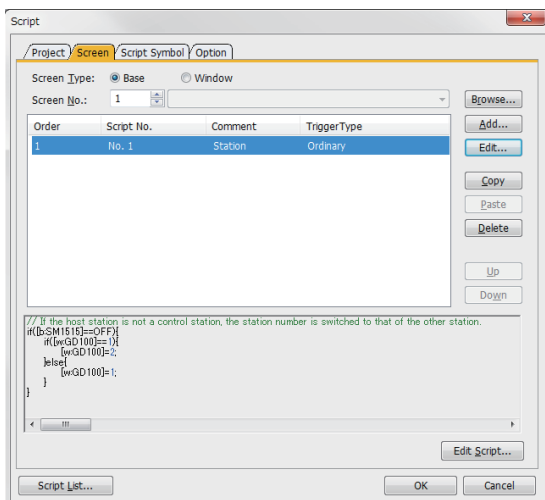 Script
Project Screen Script Symbol Option
Screen Type: Base Window
Screen No.: 1 Browse...
Order Script No. Comment TriggerType Add...
1 No. 1 Station Ordinary Edit...
Copy
Paste
Delete
Up
Down
// If the host station is not a control station, the station number is switched to that of the other station.
if([b:SM1515]==OFF){
if([w:GD100]==1){
[w:GD100]=2;
}else{
[w:GD100]=1;
}
}
Edit Script...
Script List... OK Cancel